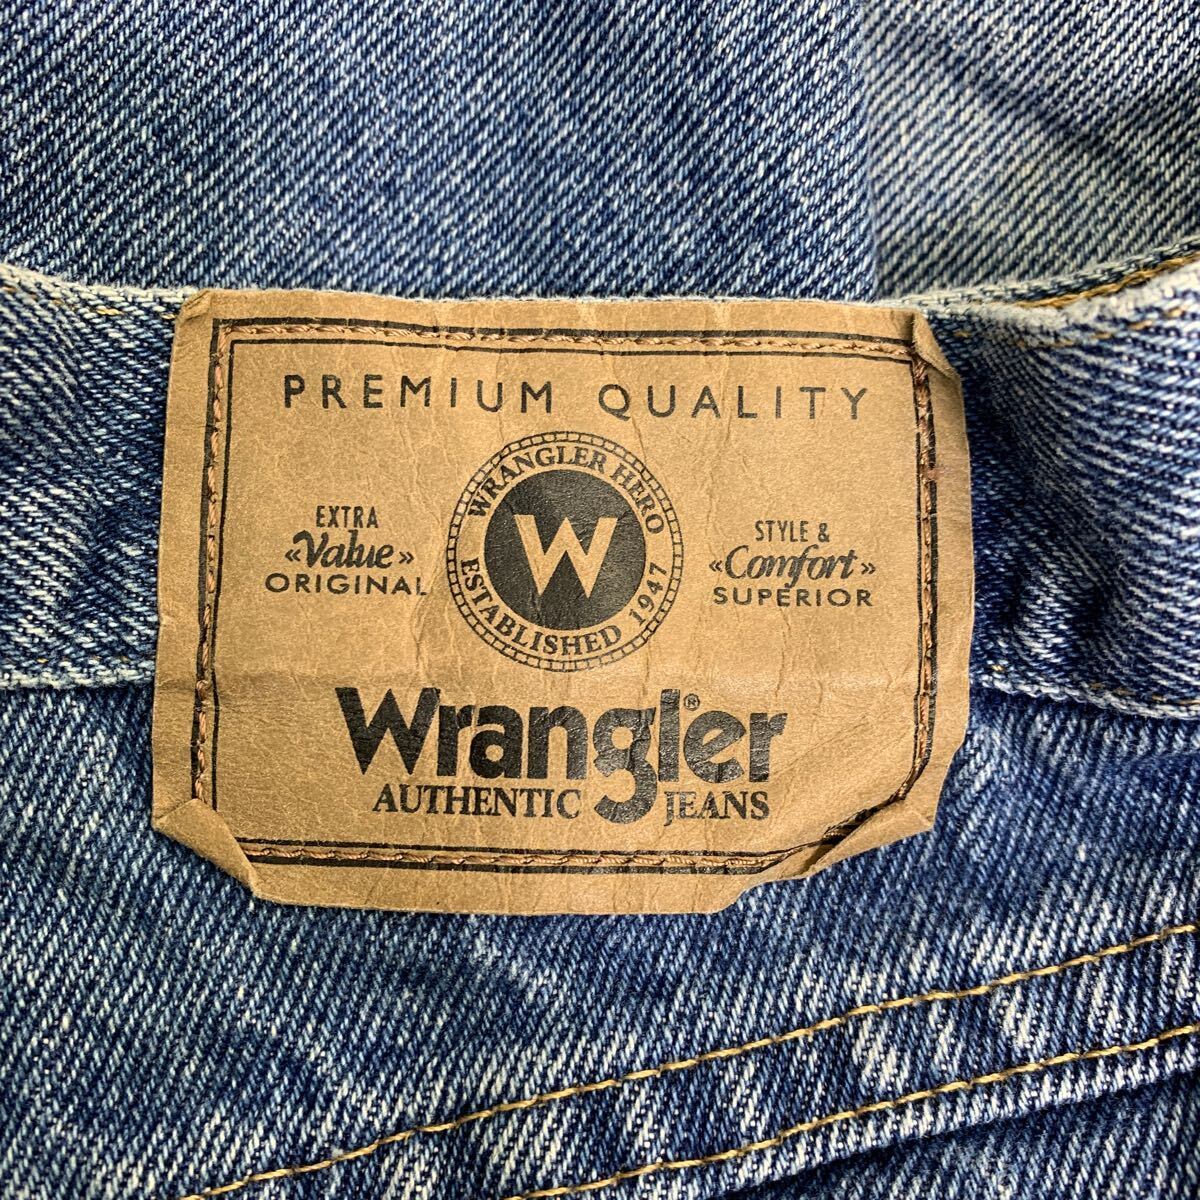 PREMIUM QUALITY
WRANGLER HERO
W
ESTABLISHED 1947
EXTRA
«Value»
ORIGINAL
STYLE &
«Comfort»
SUPERIOR
Wrangler®
AUTHENTIC JEANS